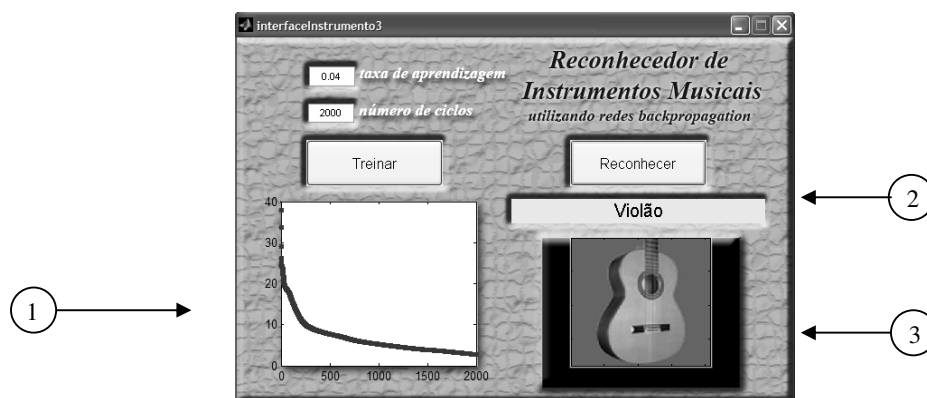 interfaceInstrumento3
0.04 taxa de aprendizagem
2000 número de ciclos
Reconhecedor de
Instrumentos Musicais
utilizando redes backpropagation
Treinar
Reconhecer
Violão
40
30
20
10
0
0 500 1000 1500 2000
1
2
3